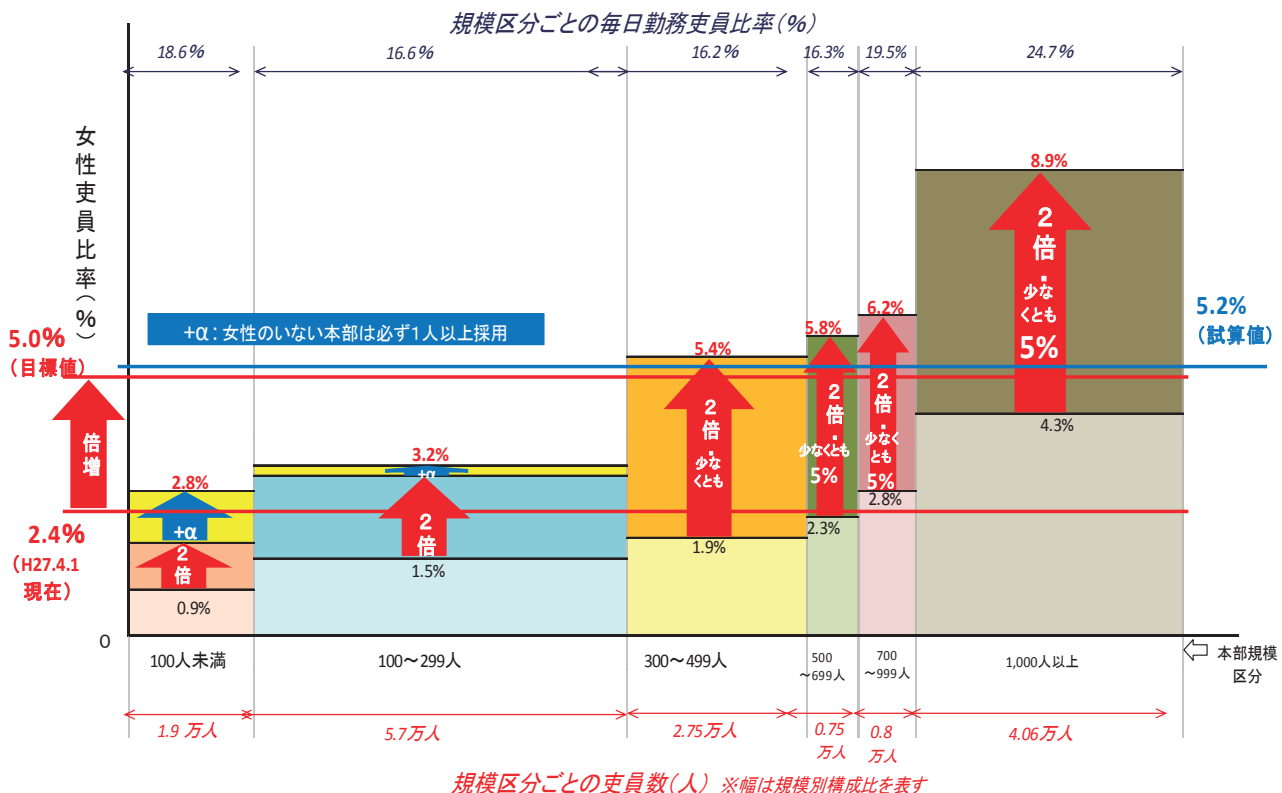 規模区分ごとの毎日勤務吏員比率(%)
18.6%
16.6%
16.2%
16.3%
19.5%
24.7%
女性吏員比率(%)
+α:女性のいない本部は必ず1人以上採用
5.0%
(目標値)
倍増
2.4%
(H27.4.1
現在)
5.2%
(試算値)
2.8%
+α
2倍
0.9%
3.2%
+α
2倍
1.5%
5.4%
2倍・少なくとも
1.9%
5.8%
2倍・少なくとも
5%
2.3%
6.2%
2倍・少なくとも
5%
2.8%
8.9%
2倍・少なくとも
5%
4.3%
0
100人未満
100～299人
300～499人
500
～699人
700
～999人
1,000人以上
本部規模
区分
1.9 万人
5.7万人
2.75万人
0.75
万人
0.8
万人
4.06万人
規模区分ごとの吏員数(人) ※幅は規模別構成比を表す